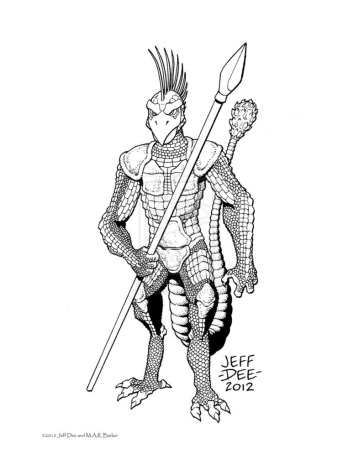 JEFF
-DEE-
2012
©2012 Jeff Dee and M.A.R. Barker